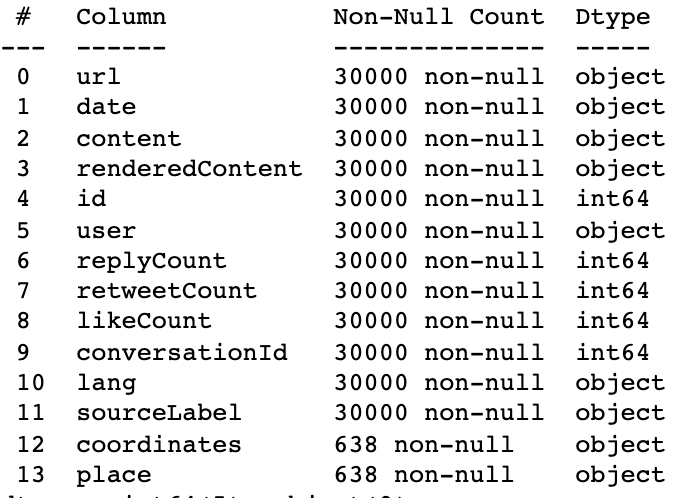 #   Column           Non-Null Count  Dtype
---  ------           --------------  -----
0   url              30000 non-null  object
1   date             30000 non-null  object
2   content          30000 non-null  object
3   renderedContent  30000 non-null  object
4   id               30000 non-null  int64
5   user             30000 non-null  object
6   replyCount       30000 non-null  int64
7   retweetCount     30000 non-null  int64
8   likeCount        30000 non-null  int64
9   conversationId   30000 non-null  int64
10  lang             30000 non-null  object
11  sourceLabel      30000 non-null  object
12  coordinates      638 non-null    object
13  place            638 non-null    object